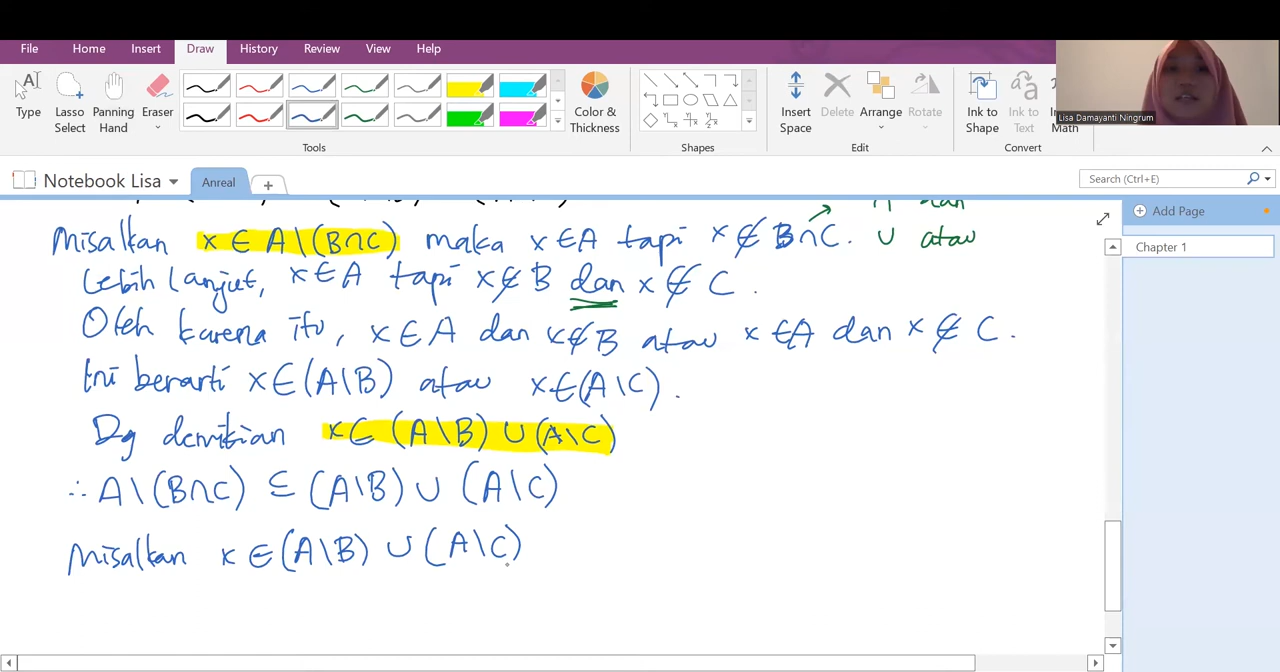 File Home Insert Draw History Review View Help
Type Lasso Select Panning Hand Eraser Color & Thickness Insert Space Delete Arrange Rotate Ink to Shape Ink to Text Math
Tools Shapes Edit Convert
Lisa Damayanti Ningrum
Notebook Lisa Anreal Search (Ctrl+E)
Add Page
Chapter 1
∩ dan
∪ atau
Misalkan x ∈ A\(B∩C) maka x∈A tapi x∉B∩C.
Lebih lanjut, x∈A tapi x∉B dan x∉C.
Oleh karena itu, x∈A dan x∉B atau x∈A dan x∉C.
Ini berarti x∈(A\B) atau x∈(A\C).
Dg demikian x∈ (A\B) ∪ (A\C)
∴ A\(B∩C) ⊆ (A\B) ∪ (A\C)
Misalkan x ∈ (A\B) ∪ (A\C)